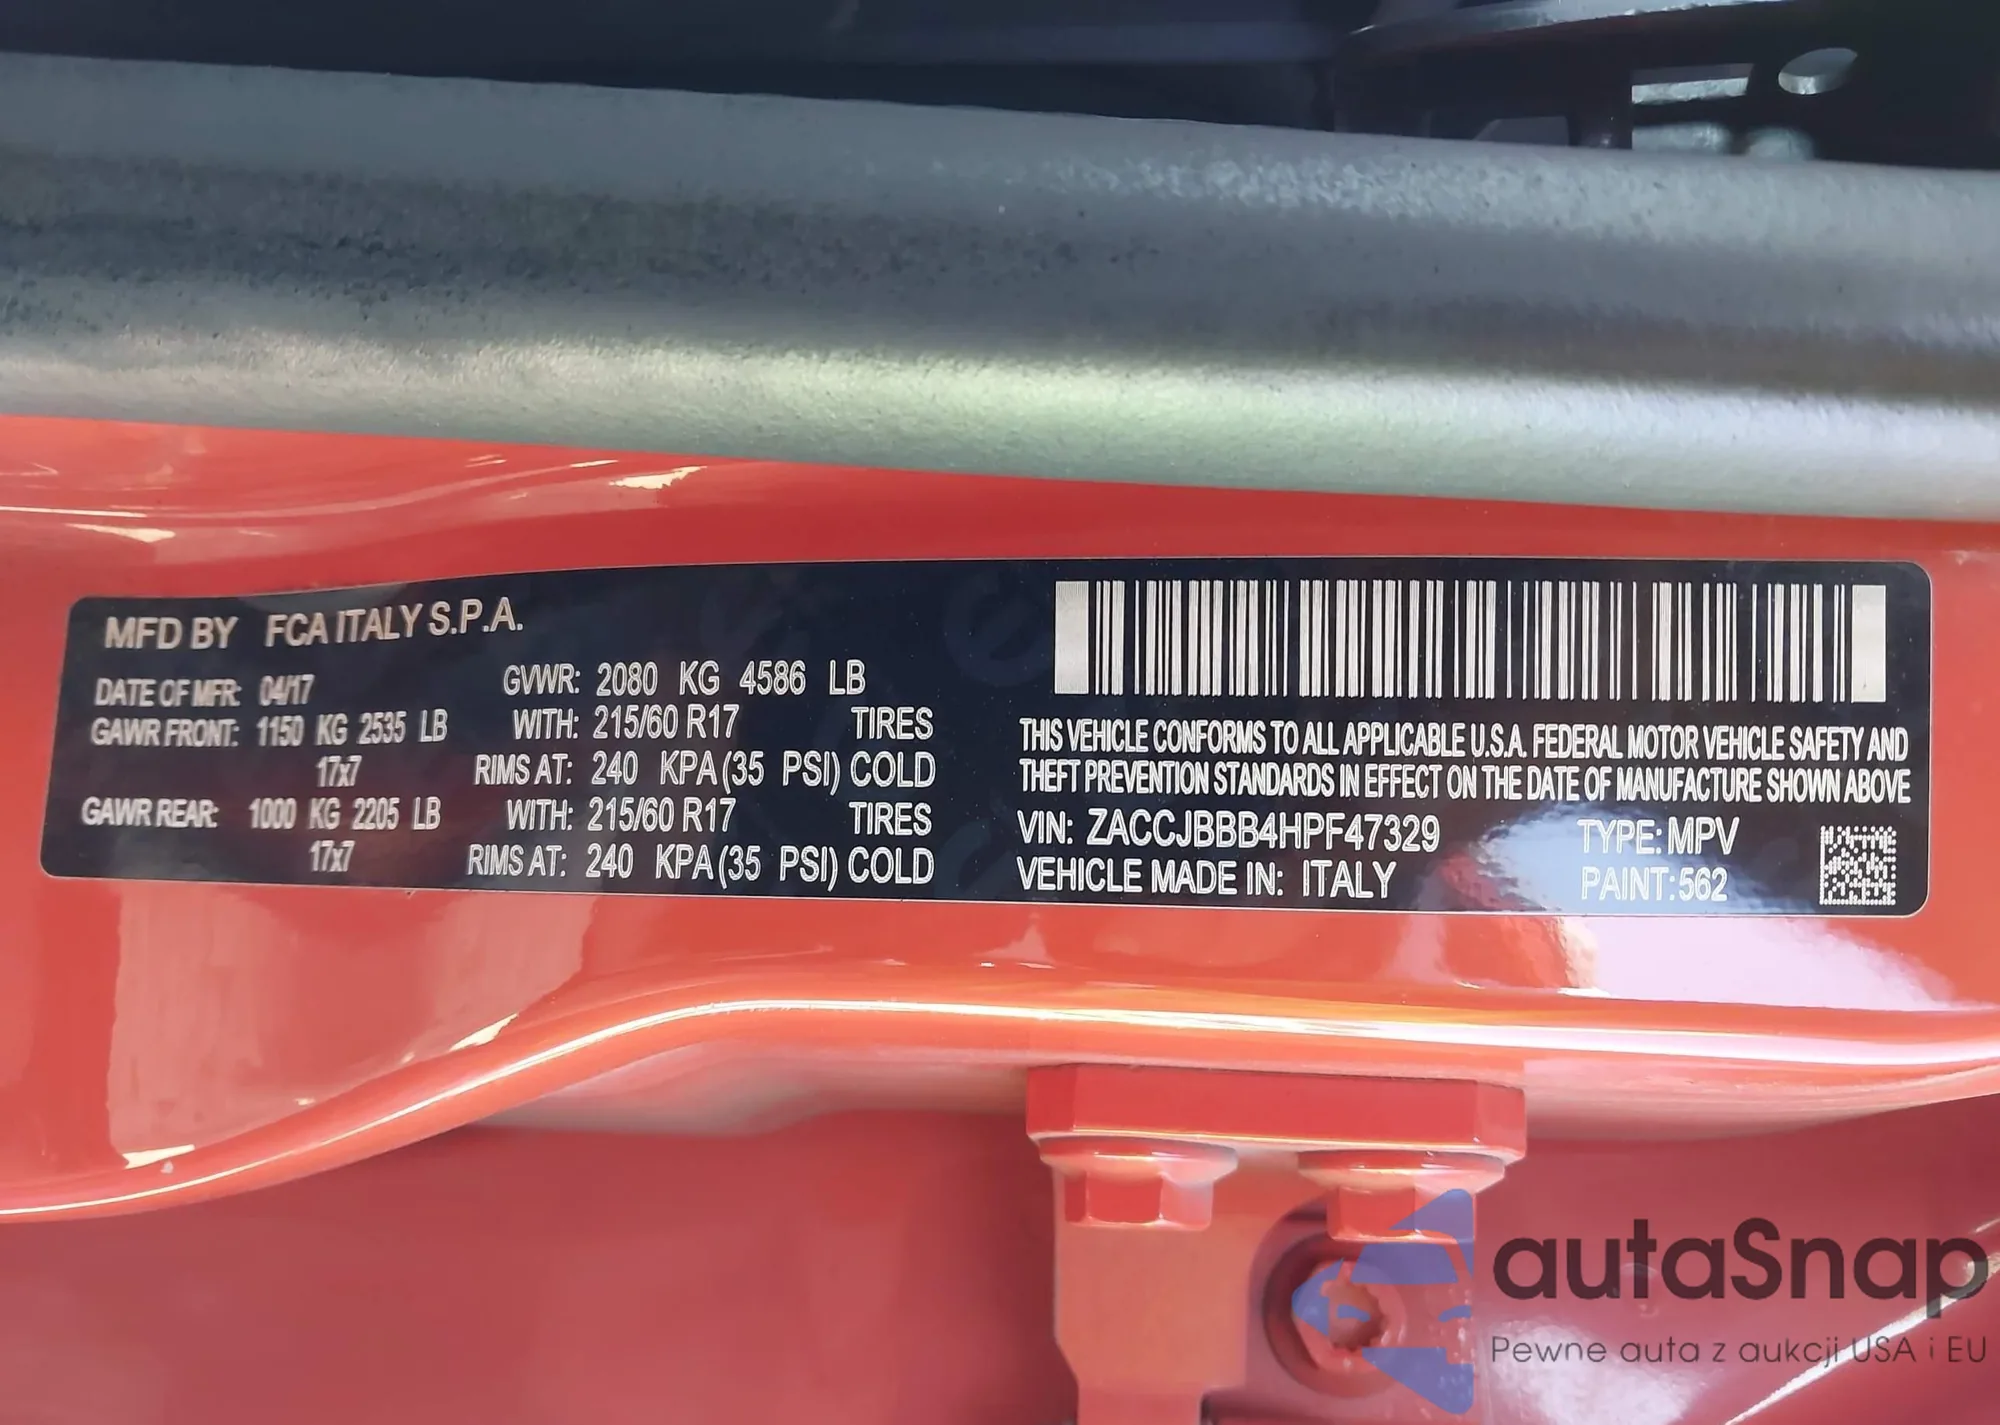 MFD BY FCA ITALY S.P.A.
DATE OF MFR: 04/17 GVWR: 2080 KG 4586 LB
GAWR FRONT: 1150 KG 2535 LB WITH: 215/60 R17 TIRES
17x7 RIMS AT: 240 KPA (35 PSI) COLD
GAWR REAR: 1000 KG 2205 LB WITH: 215/60 R17 TIRES
17x7 RIMS AT: 240 KPA (35 PSI) COLD
THIS VEHICLE CONFORMS TO ALL APPLICABLE U.S.A. FEDERAL MOTOR VEHICLE SAFETY AND
THEFT PREVENTION STANDARDS IN EFFECT ON THE DATE OF MANUFACTURE SHOWN ABOVE
VIN: ZACCJBBB4HPF47329 TYPE: MPV
VEHICLE MADE IN: ITALY PAINT: 562
autaSnap
Pewne auta z aukcji USA i EU